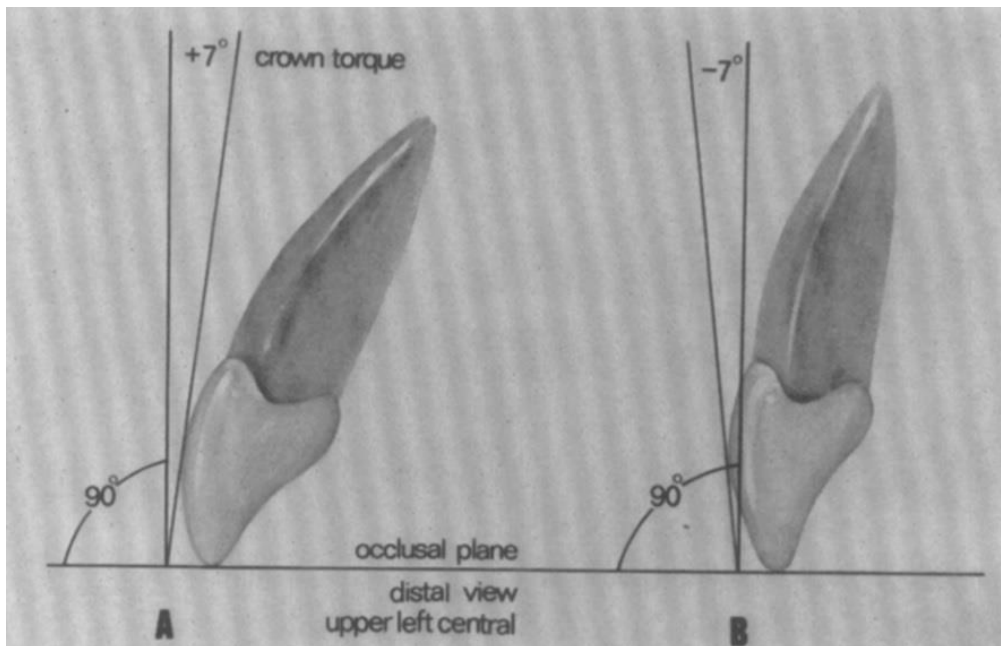 +7° crown torque
-7°
90°
90°
occlusal plane
distal view
upper left central
A
B